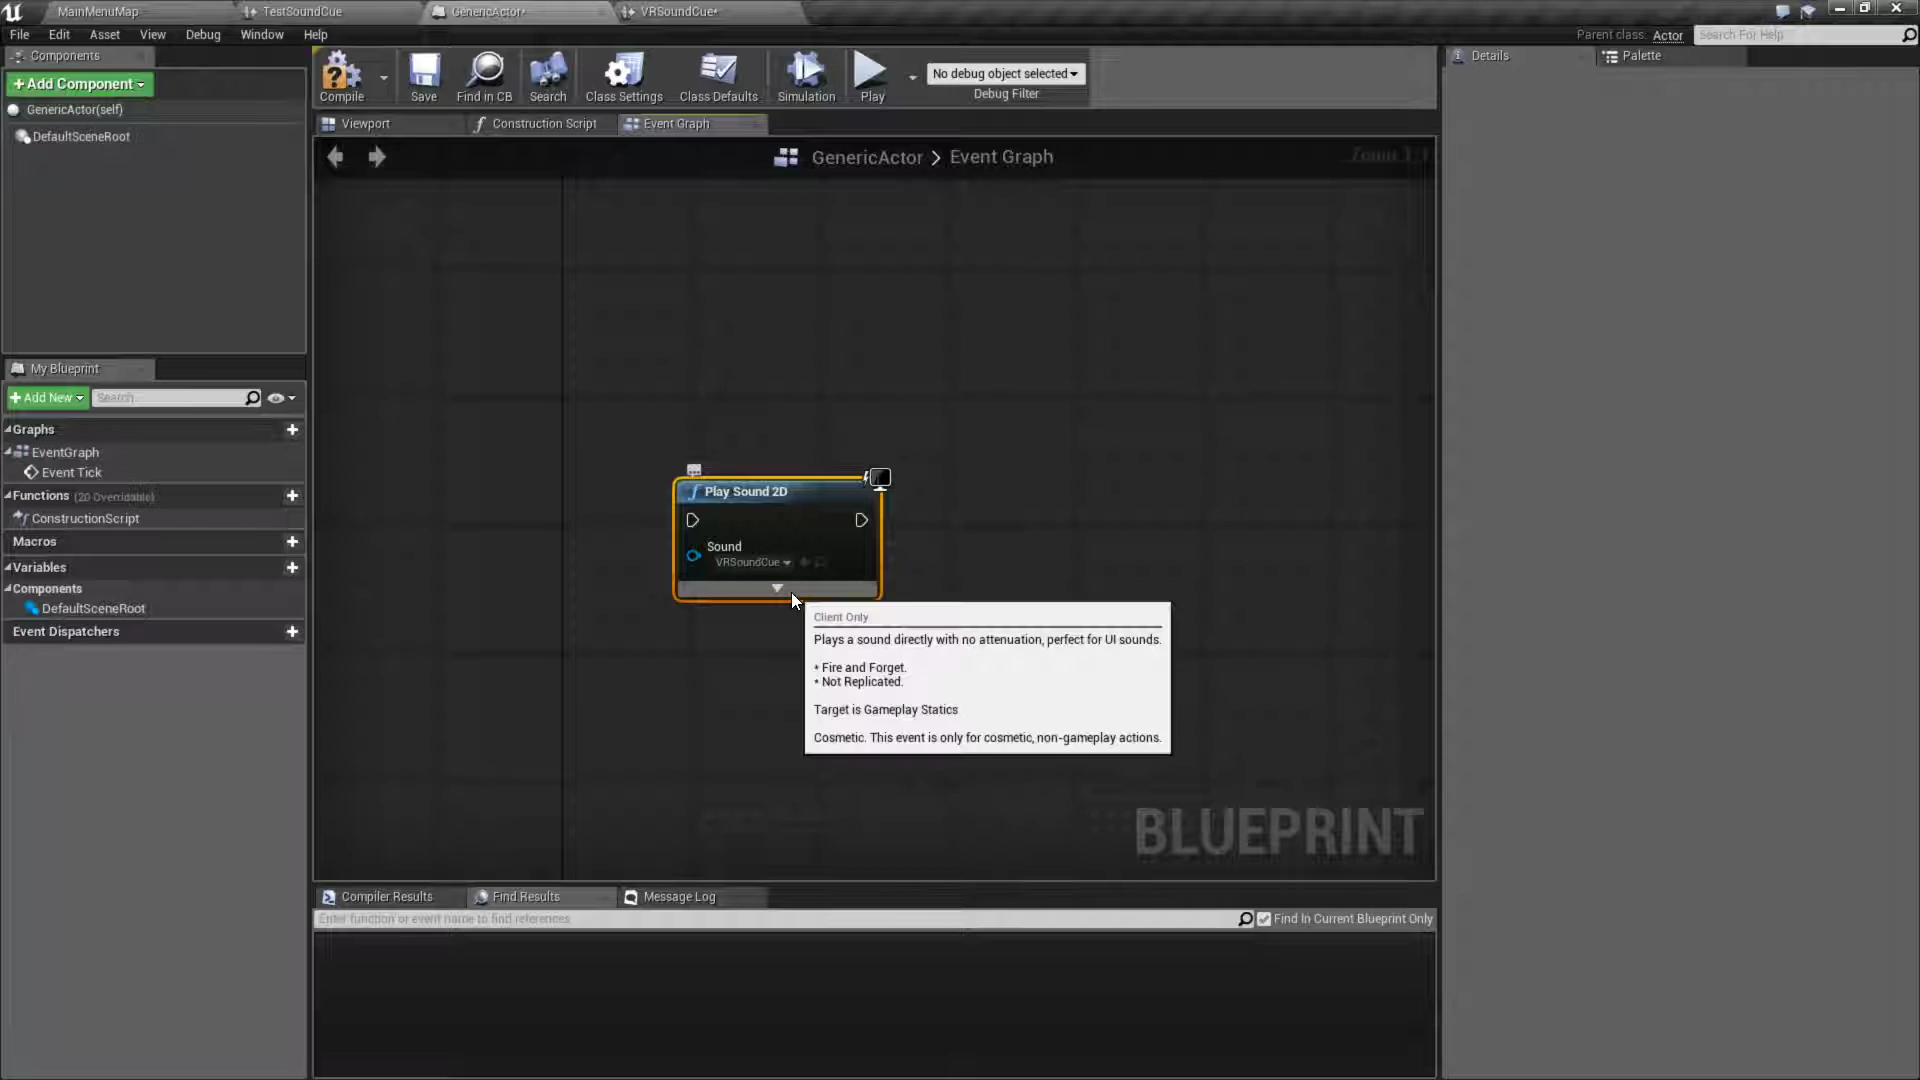 MainMenuMap
TestSoundCue
GenericActor*
VRSoundCue*
File Edit Asset View Debug Window Help
Parent class: Actor
Search For Help
Components
+Add Component
GenericActor(self)
DefaultSceneRoot
Compile
Save
Find in CB
Search
Class Settings
Class Defaults
Simulation
Play
No debug object selected
Debug Filter
Details
Palette
Viewport
Construction Script
Event Graph
GenericActor > Event Graph
Zoom 1:1
My Blueprint
+Add New
Search
Graphs
EventGraph
Event Tick
Functions (20 Overridable)
ConstructionScript
Macros
Variables
Components
DefaultSceneRoot
Event Dispatchers
f Play Sound 2D
Sound
VRSoundCue
Client Only
Plays a sound directly with no attenuation, perfect for UI sounds.
* Fire and Forget.
* Not Replicated.
Target is Gameplay Statics
Cosmetic. This event is only for cosmetic, non-gameplay actions.
BLUEPRINT
Compiler Results
Find Results
Message Log
Enter function or event name to find references
Find In Current Blueprint Only